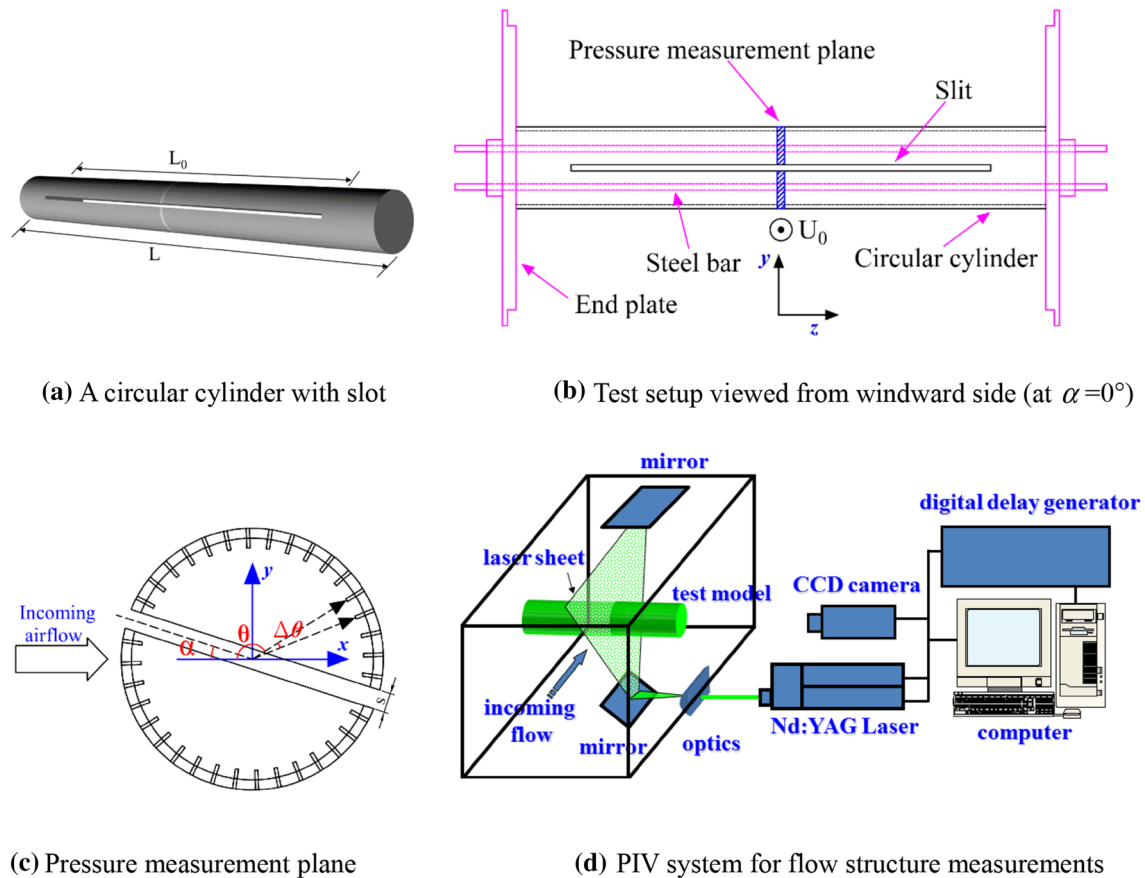 L₀
L
(a) A circular cylinder with slot
Pressure measurement plane
Slit
U₀
Steel bar
y
Circular cylinder
End plate
z
(b) Test setup viewed from windward side (at α =0°)
Incoming
airflow
y
θ
Δθ
α
x
s
(c) Pressure measurement plane
mirror
digital delay generator
laser sheet
CCD camera
test model
incoming
flow
mirror
optics
Nd:YAG Laser
computer
(d) PIV system for flow structure measurements